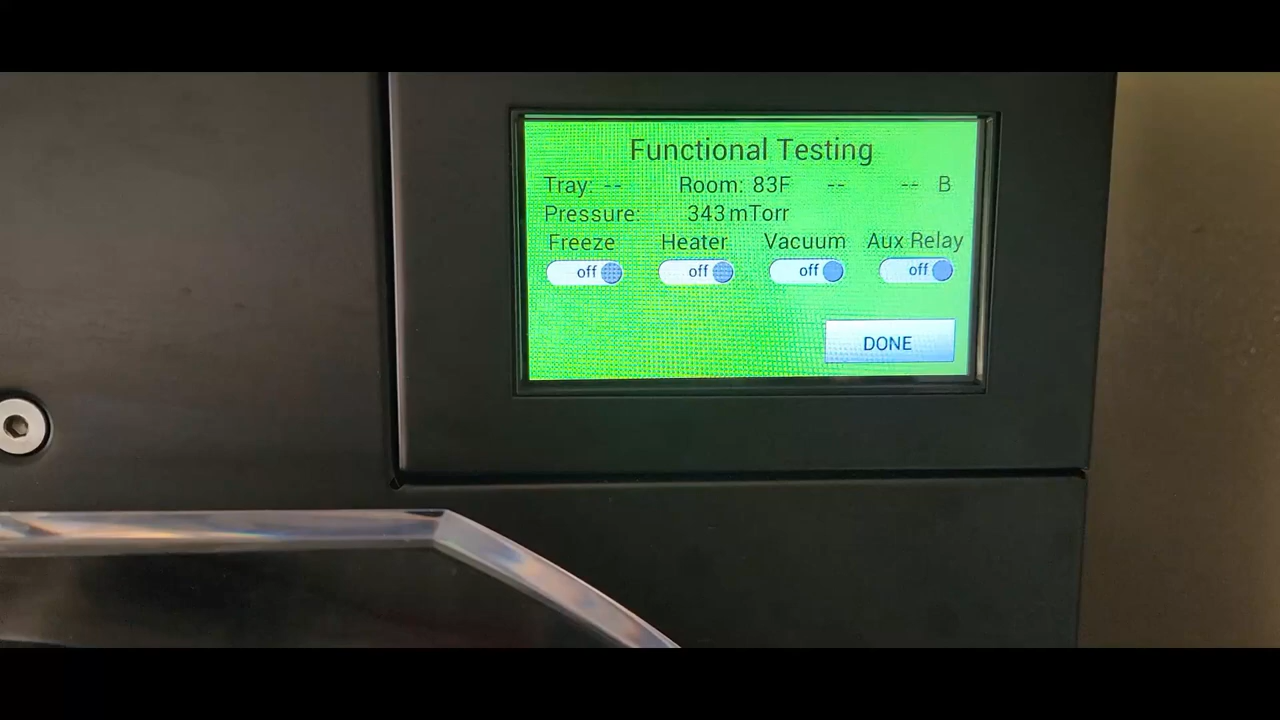 Functional Testing
Tray: -- Room: 83F -- -- B
Pressure: 343 mTorr
Freeze Heater Vacuum Aux Relay
off off off off
DONE